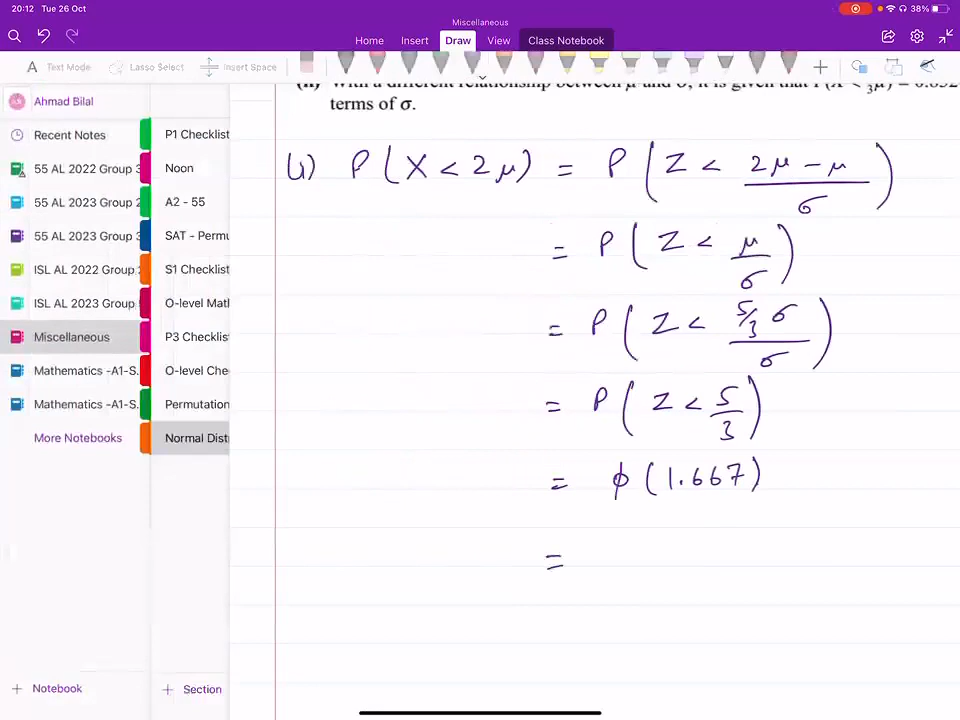 20:12 Tue 26 Oct
38%
Miscellaneous
Home Insert Draw View Class Notebook
Text Mode Lasso Select Insert Space
Ahmad Bilal
Recent Notes
55 AL 2022 Group 3
55 AL 2023 Group 2
55 AL 2023 Group 3
ISL AL 2022 Group
ISL AL 2023 Group
Miscellaneous
Mathematics -A1-S.
Mathematics -A1-S.
More Notebooks
+ Notebook
P1 Checklist
Noon
A2 - 55
SAT - Permu
S1 Checklist
O-level Matl
P3 Checklis
O-level Che
Permutation
Normal Dist
+ Section
terms of σ.
(i) P(X < 2μ) = P(Z < (2μ - μ)/σ)
= P(Z < μ/σ)
= P(Z < (5/3 σ)/σ)
= P(Z < 5/3)
= ϕ(1.667)
=